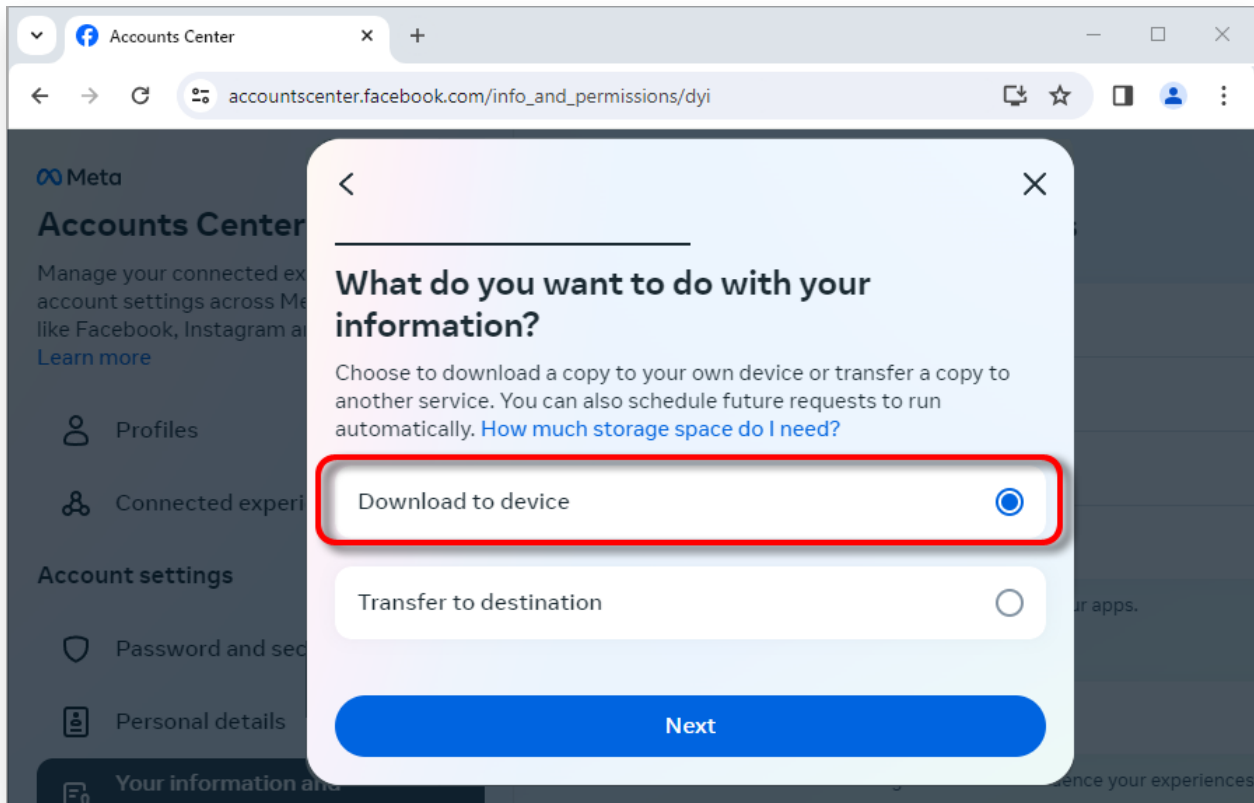 Accounts Center
accountscenter.facebook.com/info_and_permissions/dyi
Meta
Accounts Center
Manage your connected ex
account settings across Me
like Facebook, Instagram a
Learn more
Profiles
Connected experi
Account settings
Password and sec
Personal details
Your information and
What do you want to do with your
information?
Choose to download a copy to your own device or transfer a copy to
another service. You can also schedule future requests to run
automatically. How much storage space do I need?
Download to device
Transfer to destination
Next
ur apps.
ence your experiences